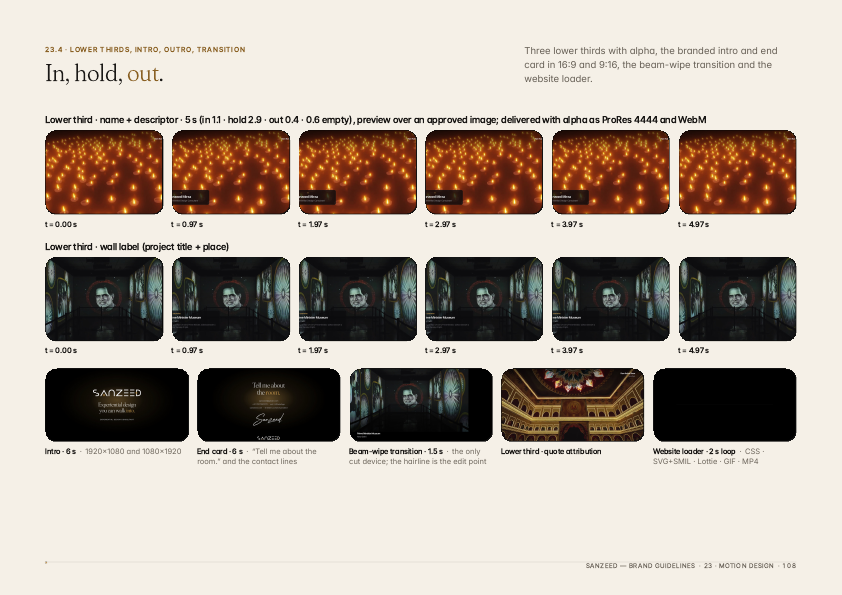 23.4 · LOWER THIRDS, INTRO, OUTRO, TRANSITION
In, hold, out.
Three lower thirds with alpha, the branded intro and end
card in 16:9 and 9:16, the beam-wipe transition and the
website loader.
Lower third · name + descriptor · 5 s (in 1.1 · hold 2.9 · out 0.4 · 0.6 empty), preview over an approved image; delivered with alpha as ProRes 4444 and WebM
t = 0.00 s
t = 0.97 s
t = 1.97 s
t = 2.97 s
t = 3.97 s
t = 4.97 s
Lower third · wall label (project title + place)
t = 0.00 s
t = 0.97 s
t = 1.97 s
t = 2.97 s
t = 3.97 s
t = 4.97 s
SANZEED
Experiential design
you can walk into.
Tell me about
the room.
Sanzeed
SANZEED
Intro · 6 s · 1920×1080 and 1080×1920
End card · 6 s · “Tell me about the
room.” and the contact lines
Beam-wipe transition · 1.5 s · the only
cut device; the hairline is the edit point
Lower third · quote attribution
Website loader · 2 s loop · CSS ·
SVG+SMIL · Lottie · GIF · MP4
SANZEED — BRAND GUIDELINES · 23 · MOTION DESIGN · 108